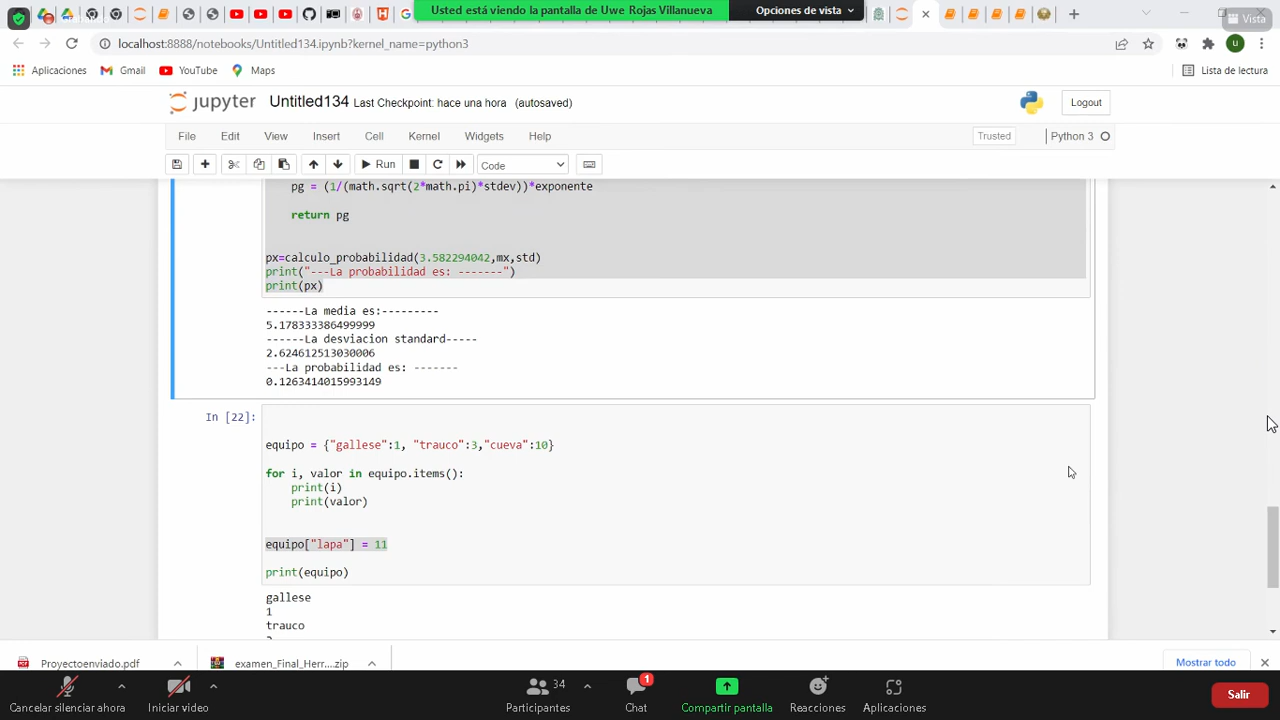 Usted está viendo la pantalla de Uwe Rojas Villanueva
Opciones de vista
Vista
localhost:8888/notebooks/Untitled134.ipynb?kernel_name=python3
Aplicaciones
Gmail
YouTube
Maps
Lista de lectura
jupyter
Untitled134
Last Checkpoint: hace una hora
(autosaved)
Logout
File
Edit
View
Insert
Cell
Kernel
Widgets
Help
Trusted
Python 3
Run
Code
pg = (1/(math.sqrt(2*math.pi)*stdev))*exponente
return pg
px=calculo_probabilidad(3.582294042,mx,std)
print("---La probabilidad es: -------")
print(px)
------La media es:---------
5.178333386499999
------La desviacion standard-----
2.624612513030006
---La probabilidad es: -------
0.1263414015993149
In [22]:
equipo = {"gallese":1, "trauco":3,"cueva":10}
for i, valor in equipo.items():
print(i)
print(valor)
equipo["lapa"] = 11
print(equipo)
gallese
1
trauco
Proyectoenviado.pdf
examen_Final_Herr....zip
Mostrar todo
34
1
Cancelar silenciar ahora
Iniciar video
Participantes
Chat
Compartir pantalla
Reacciones
Aplicaciones
Salir